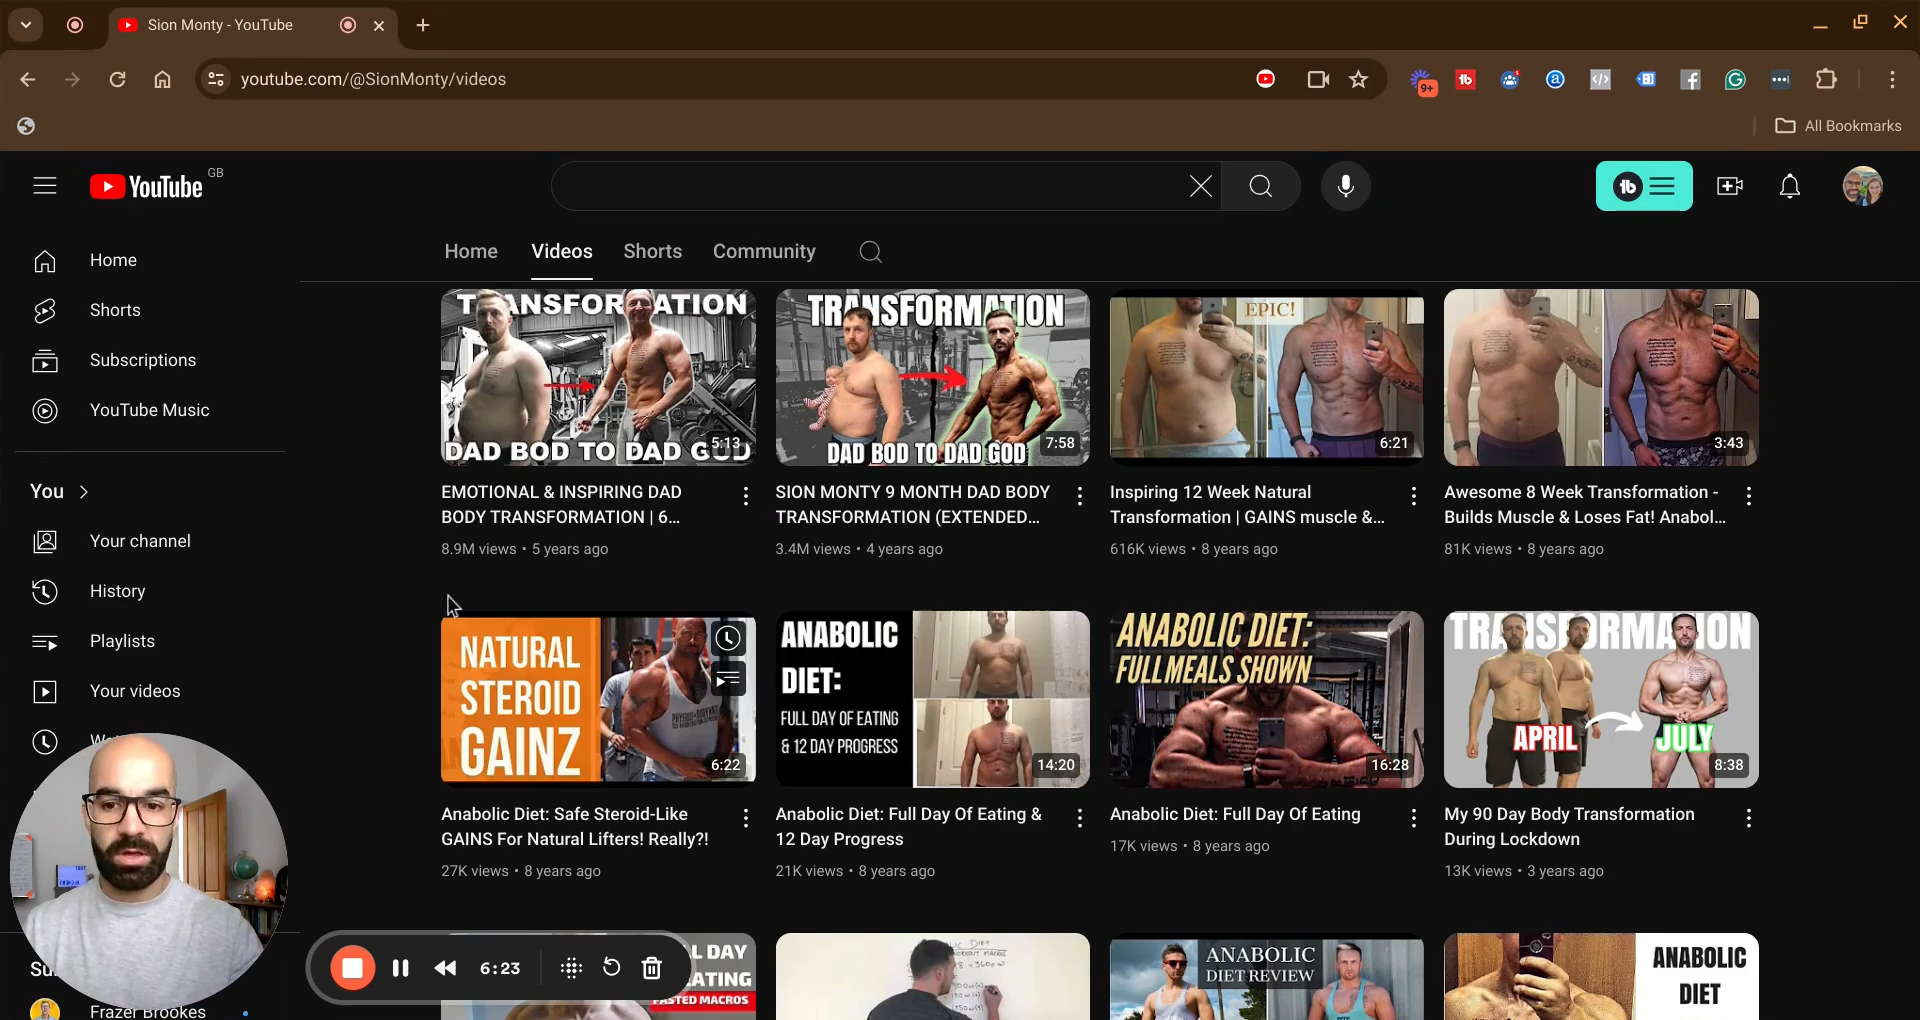 Sion Monty - YouTube
youtube.com/@SionMonty/videos
9+
All Bookmarks
YouTube GB
Home
Videos
Shorts
Community
Home
Shorts
Subscriptions
YouTube Music
You
Your channel
History
Playlists
Your videos
Frazer Brookes
TRANSFORMATION
DAD BOD TO DAD GOD
5:13
EMOTIONAL & INSPIRING DAD
BODY TRANSFORMATION | 6...
8.9M views • 5 years ago
TRANSFORMATION
DAD BOD TO DAD GOD
7:58
SION MONTY 9 MONTH DAD BODY
TRANSFORMATION (EXTENDED...
3.4M views • 4 years ago
EPIC!
6:21
Inspiring 12 Week Natural
Transformation | GAINS muscle &...
616K views • 8 years ago
3:43
Awesome 8 Week Transformation -
Builds Muscle & Loses Fat! Anabol...
81K views • 8 years ago
NATURAL
STEROID
GAINZ
6:22
Anabolic Diet: Safe Steroid-Like
GAINS For Natural Lifters! Really?!
27K views • 8 years ago
ANABOLIC
DIET:
FULL DAY OF EATING
& 12 DAY PROGRESS
14:20
Anabolic Diet: Full Day Of Eating &
12 Day Progress
21K views • 8 years ago
ANABOLIC DIET:
FULL MEALS SHOWN
16:28
Anabolic Diet: Full Day Of Eating
17K views • 8 years ago
TRANSFORMATION
APRIL
JULY
8:38
My 90 Day Body Transformation
During Lockdown
13K views • 3 years ago
6:23
DAY
MACROS
ANABOLIC
DIET REVIEW
ANABOLIC
DIET